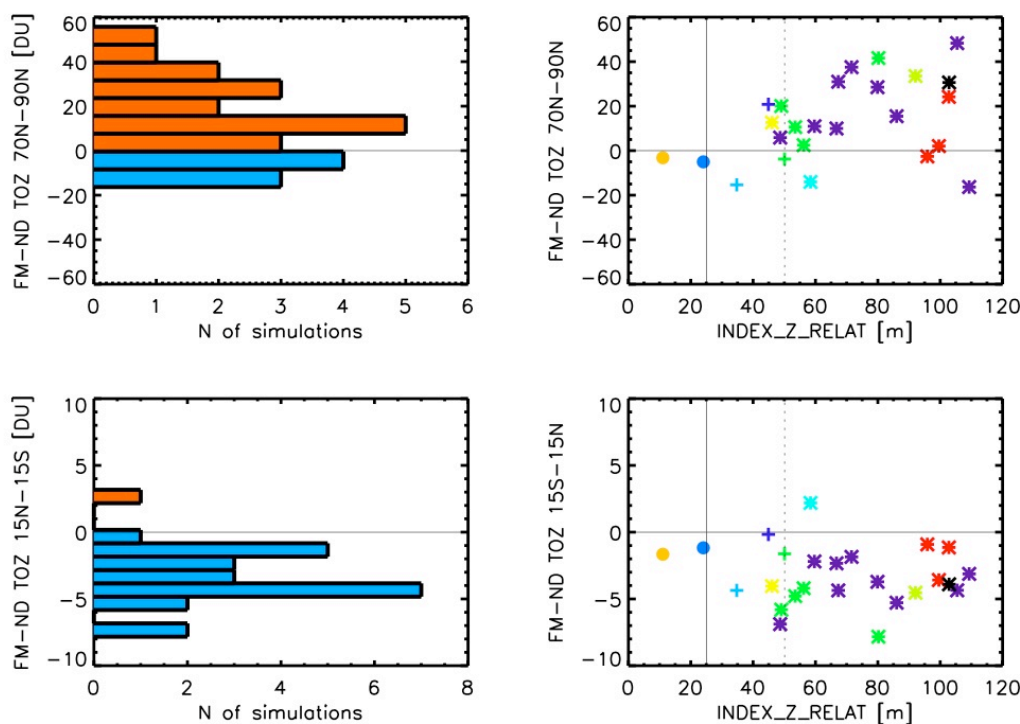 FM-ND TOZ 70N-90N [DU]
60
40
20
0
-20
-40
-60
0 1 2 3 4 5 6
N of simulations
FM-ND TOZ 70N-90N
60
40
20
0
-20
-40
-60
0 20 40 60 80 100 120
INDEX_Z_RELAT [m]
FM-ND TOZ 15N-15S [DU]
10
5
0
-5
-10
0 2 4 6 8
N of simulations
FM-ND TOZ 15S-15N
10
5
0
-5
-10
0 20 40 60 80 100 120
INDEX_Z_RELAT [m]